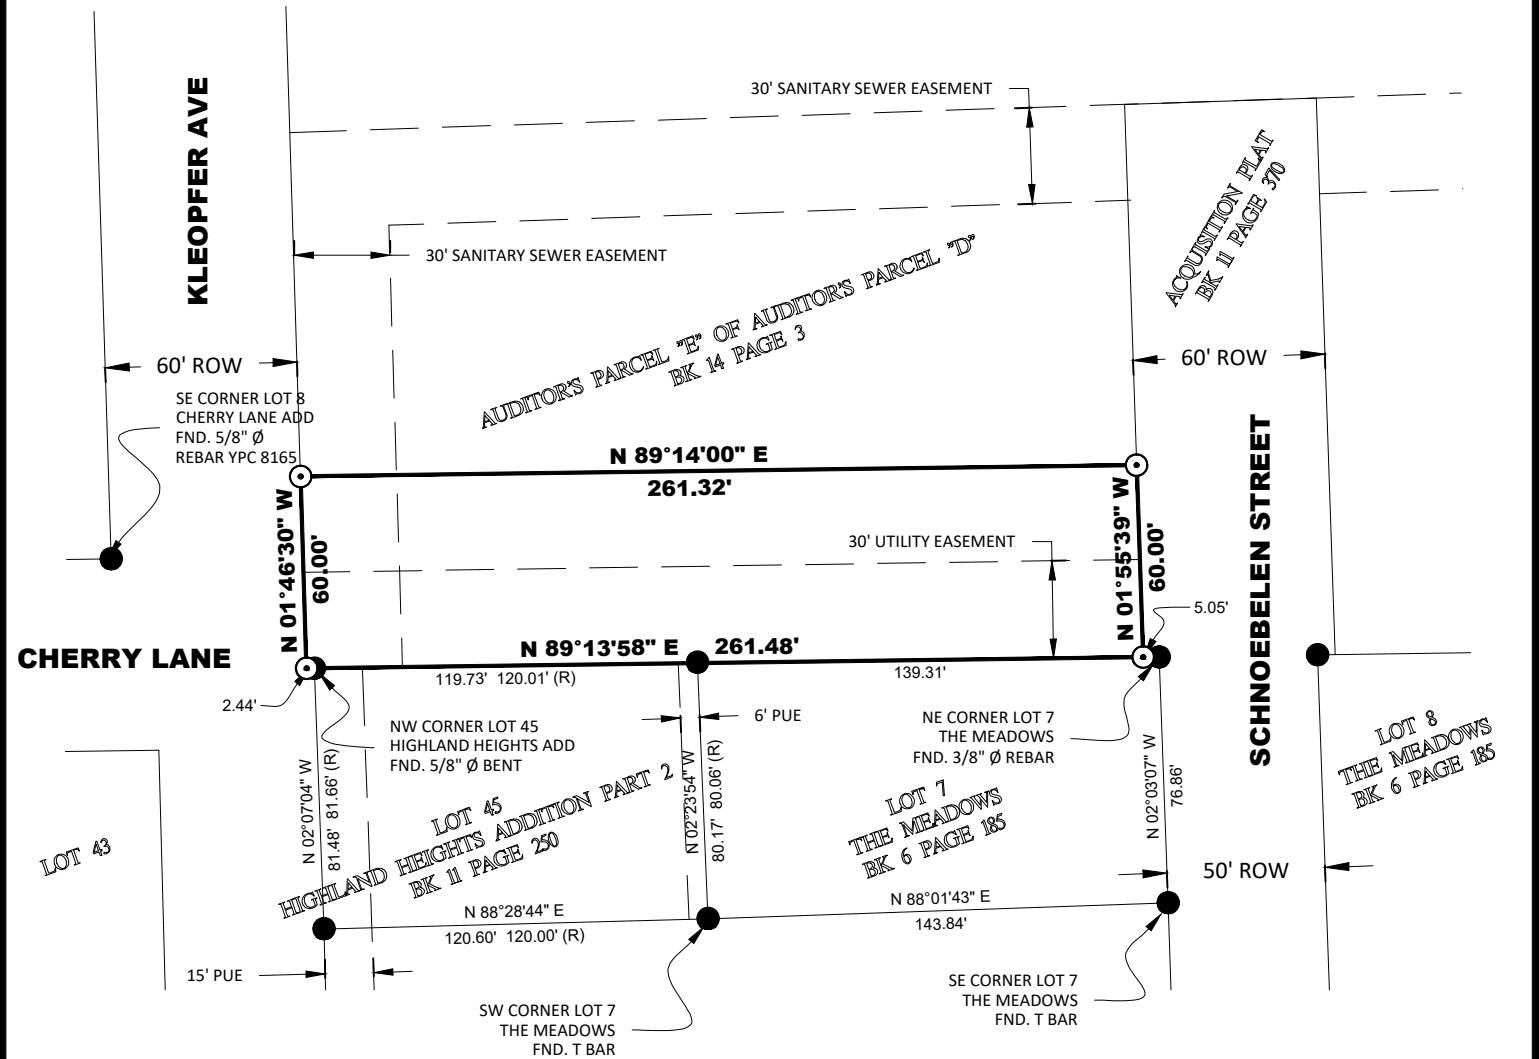 30' SANITARY SEWER EASEMENT
KLEOPFER AVE
ACQUISITION PLAT
BK 11 PAGE 370
30' SANITARY SEWER EASEMENT
AUDITOR'S PARCEL "E" OF AUDITOR'S PARCEL "D"
BK 14 PAGE 3
60' ROW
60' ROW
SE CORNER LOT 8
CHERRY LANE ADD
FND. 5/8" Ø
REBAR YPC 8165
N 89°14'00" E
261.32'
N 01°46'30" W
60.00'
30' UTILITY EASEMENT
N 01°55'39" W
60.00'
SCHNOEBELEN STREET
5.05'
CHERRY LANE
N 89°13'58" E
261.48'
119.73' 120.01' (R)
139.31'
2.44'
NW CORNER LOT 45
HIGHLAND HEIGHTS ADD
FND. 5/8" Ø BENT
6' PUE
NE CORNER LOT 7
THE MEADOWS
FND. 3/8" Ø REBAR
LOT 8
THE MEADOWS
BK 6 PAGE 185
N 02°07'04" W
81.48' 81.66' (R)
LOT 45
HIGHLAND HEIGHTS ADDITION PART 2
BK 11 PAGE 250
N 02°23'54" W
80.17' 80.06' (R)
LOT 7
THE MEADOWS
BK 6 PAGE 185
N 02°03'07" W
76.86'
LOT 43
50' ROW
N 88°28'44" E
120.60' 120.00' (R)
N 88°01'43" E
143.84'
15' PUE
SW CORNER LOT 7
THE MEADOWS
FND. T BAR
SE CORNER LOT 7
THE MEADOWS
FND. T BAR